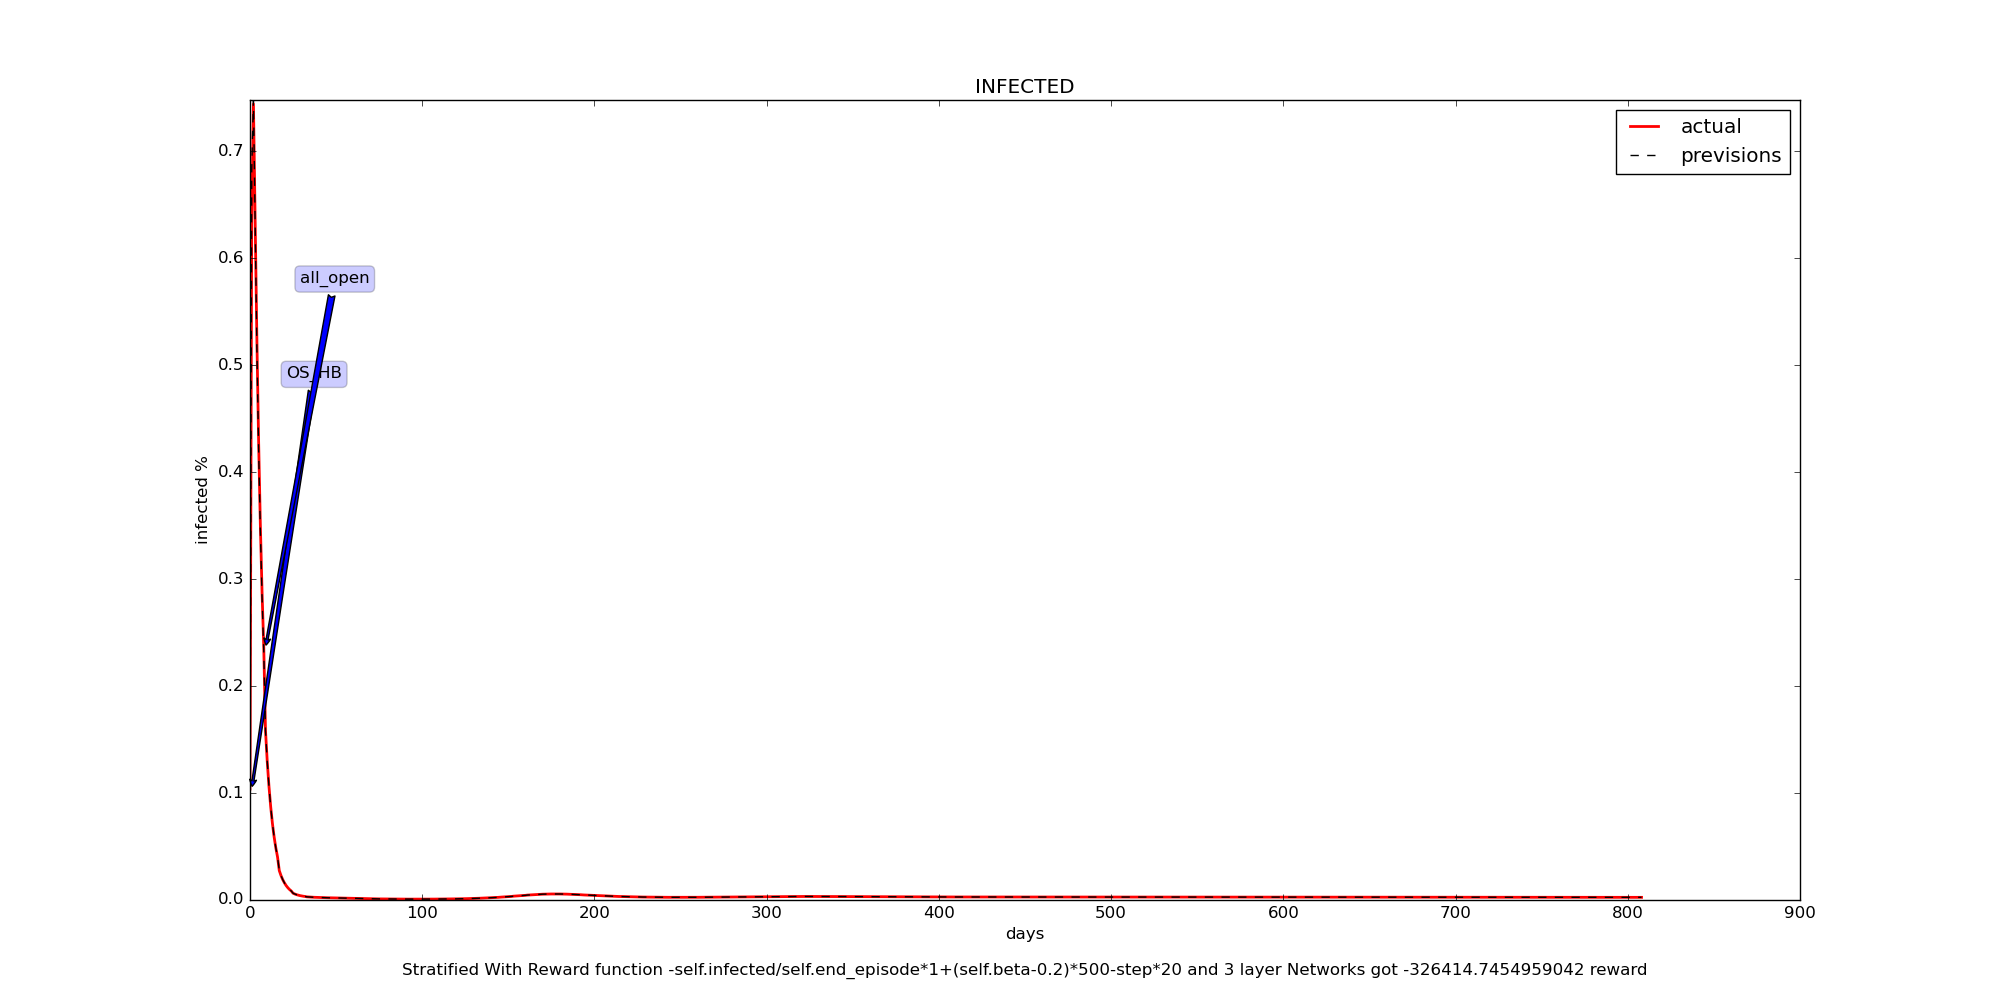 INFECTED
actual
previsions
0.7
0.6
0.5
0.4
0.3
0.2
0.1
0.0
infected %
all_open
OS_HB
0 100 200 300 400 500 600 700 800 900
days
Stratified With Reward function -self.infected/self.end_episode*1+(self.beta-0.2)*500-step*20 and 3 layer Networks got -326414.7454959042 reward